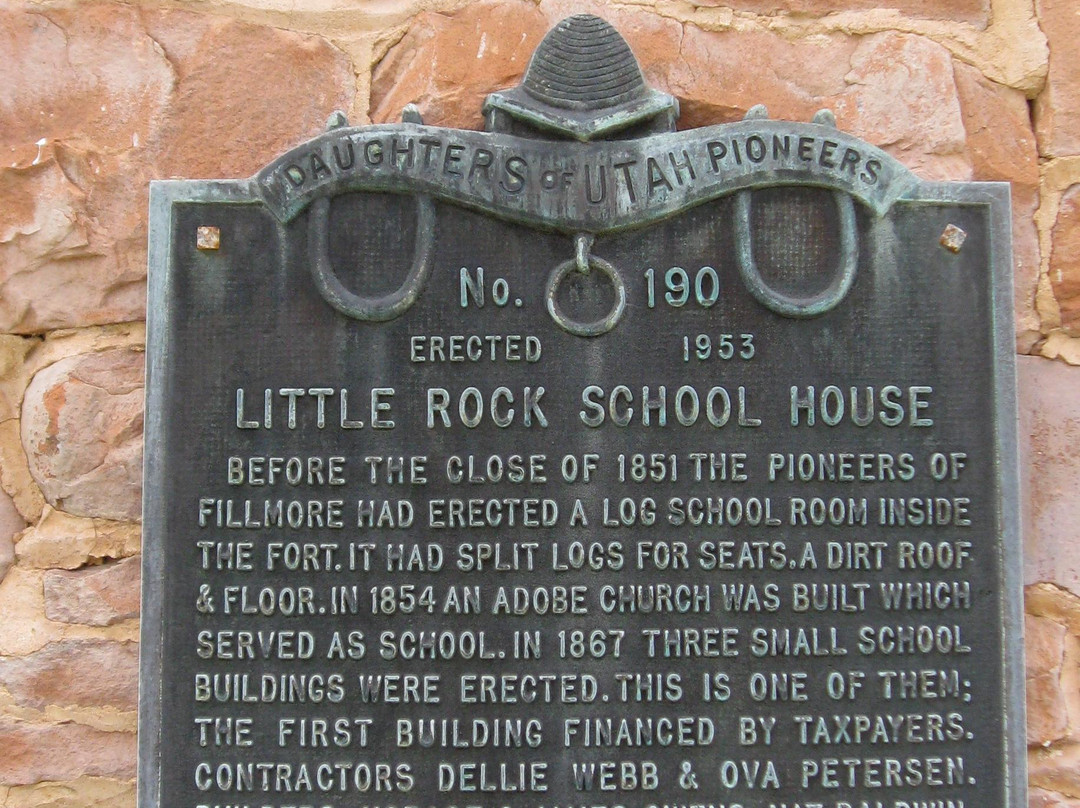 DAUGHTERS OF UTAH PIONEERS
No. 190
ERECTED 1953
LITTLE ROCK SCHOOL HOUSE
BEFORE THE CLOSE OF 1851 THE PIONEERS OF
FILLMORE HAD ERECTED A LOG SCHOOL ROOM INSIDE
THE FORT. IT HAD SPLIT LOGS FOR SEATS. A DIRT ROOF
& FLOOR. IN 1854 AN ADOBE CHURCH WAS BUILT WHICH
SERVED AS SCHOOL. IN 1867 THREE SMALL SCHOOL
BUILDINGS WERE ERECTED. THIS IS ONE OF THEM;
THE FIRST BUILDING FINANCED BY TAXPAYERS.
CONTRACTORS DELLIE WEBB & OVA PETERSEN.